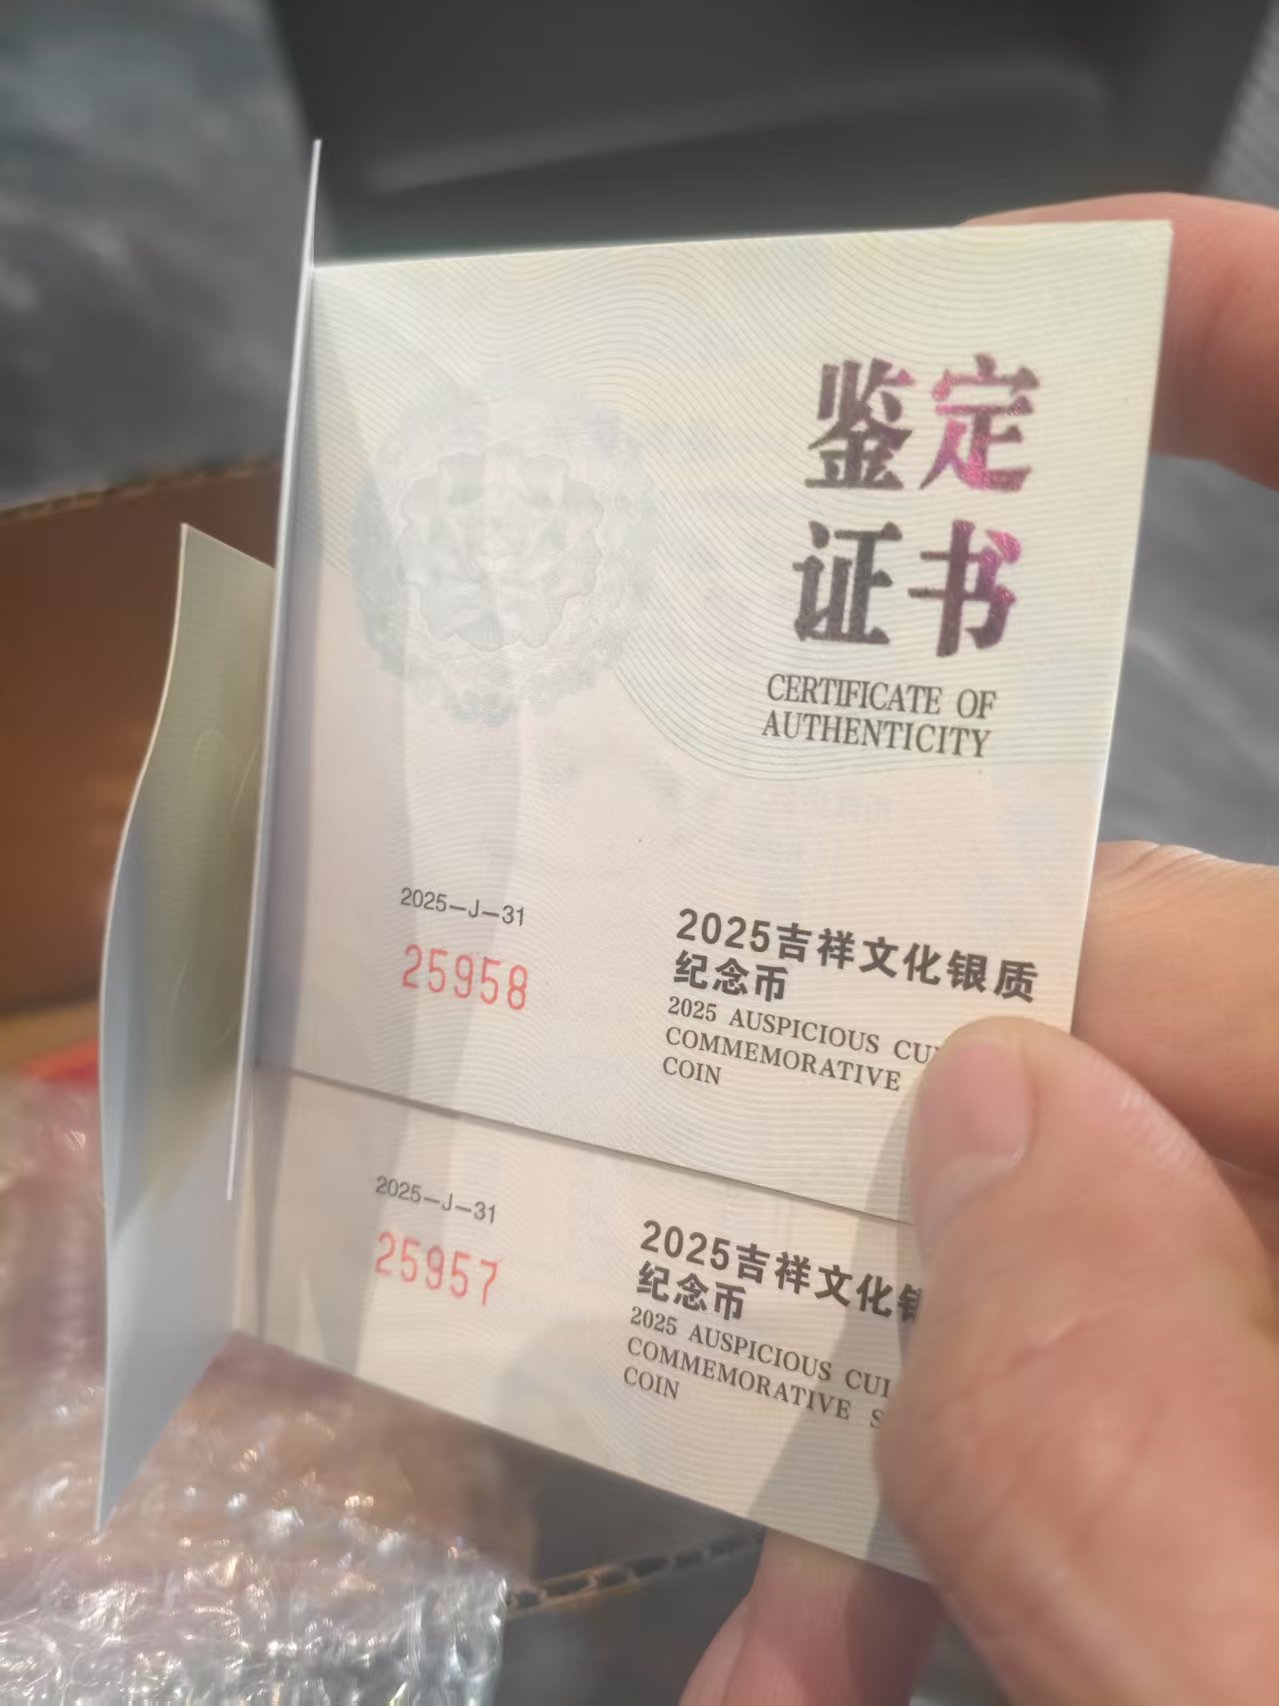 鉴定
证书
CERTIFICATE OF
AUTHENTICITY
2025-J-31
25958
2025吉祥文化银质
纪念币
2025 AUSPICIOUS
COMMEMORATIVE
COIN
2025-J-31
25957
2025吉祥文化
纪念币
2025 AUSPICIOUS
COMMEMORATIVE
COIN